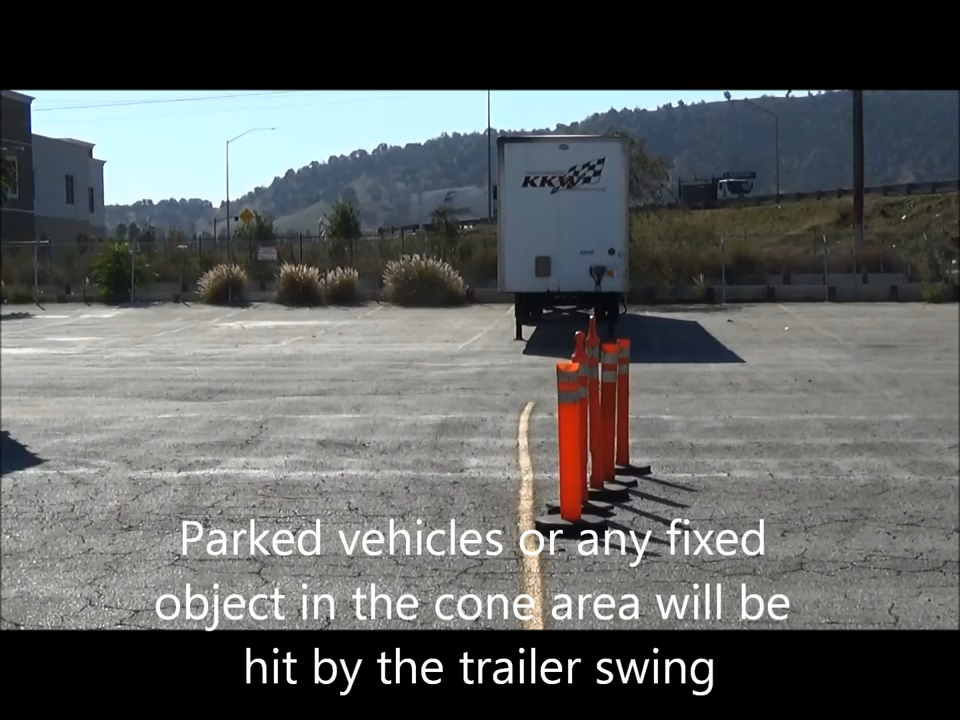 KKW
Parked vehicles or any fixed
object in the cone area will be
hit by the trailer swing